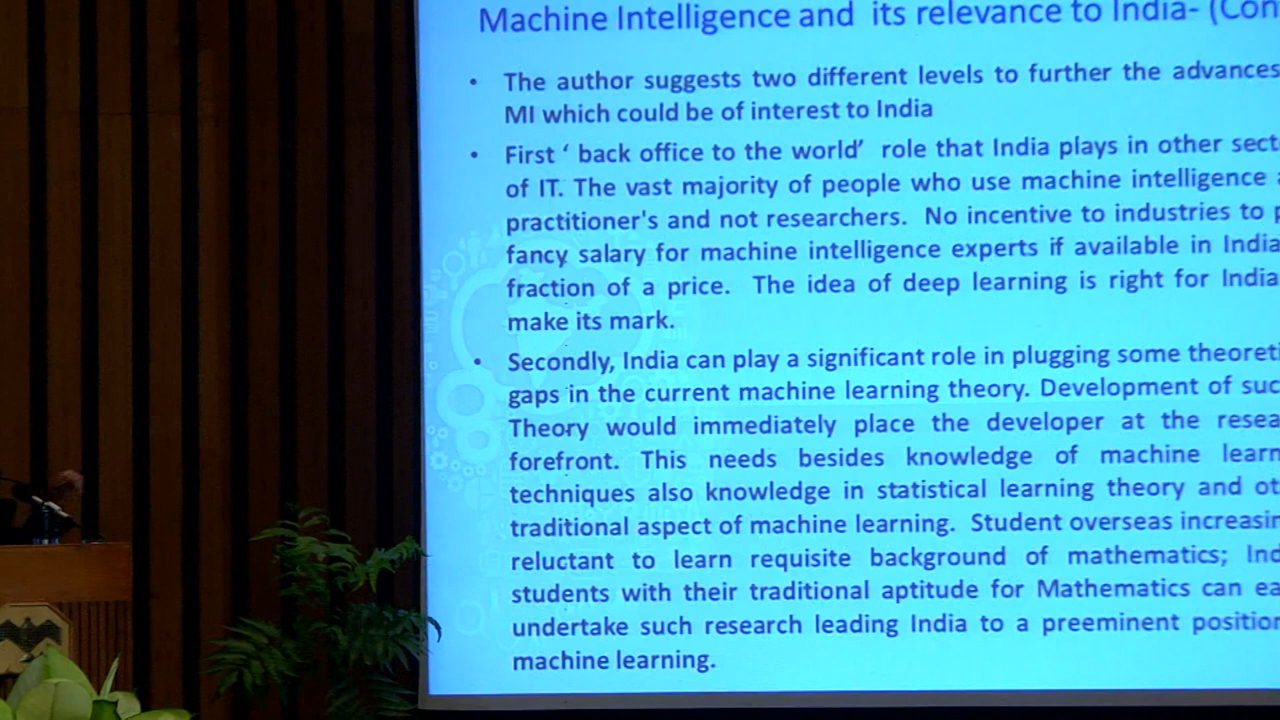 Machine Intelligence and its relevance to India- (Con
• The author suggests two different levels to further the advances
MI which could be of interest to India
• First ‘ back office to the world’ role that India plays in other sect
of IT. The vast majority of people who use machine intelligence
practitioner's and not researchers. No incentive to industries to
fancy salary for machine intelligence experts if available in India
fraction of a price. The idea of deep learning is right for India
make its mark.
• Secondly, India can play a significant role in plugging some theoreti
gaps in the current machine learning theory. Development of suc
Theory would immediately place the developer at the resea
forefront. This needs besides knowledge of machine learn
techniques also knowledge in statistical learning theory and ot
traditional aspect of machine learning. Student overseas increasin
reluctant to learn requisite background of mathematics; Ind
students with their traditional aptitude for Mathematics can ea
undertake such research leading India to a preeminent position
machine learning.